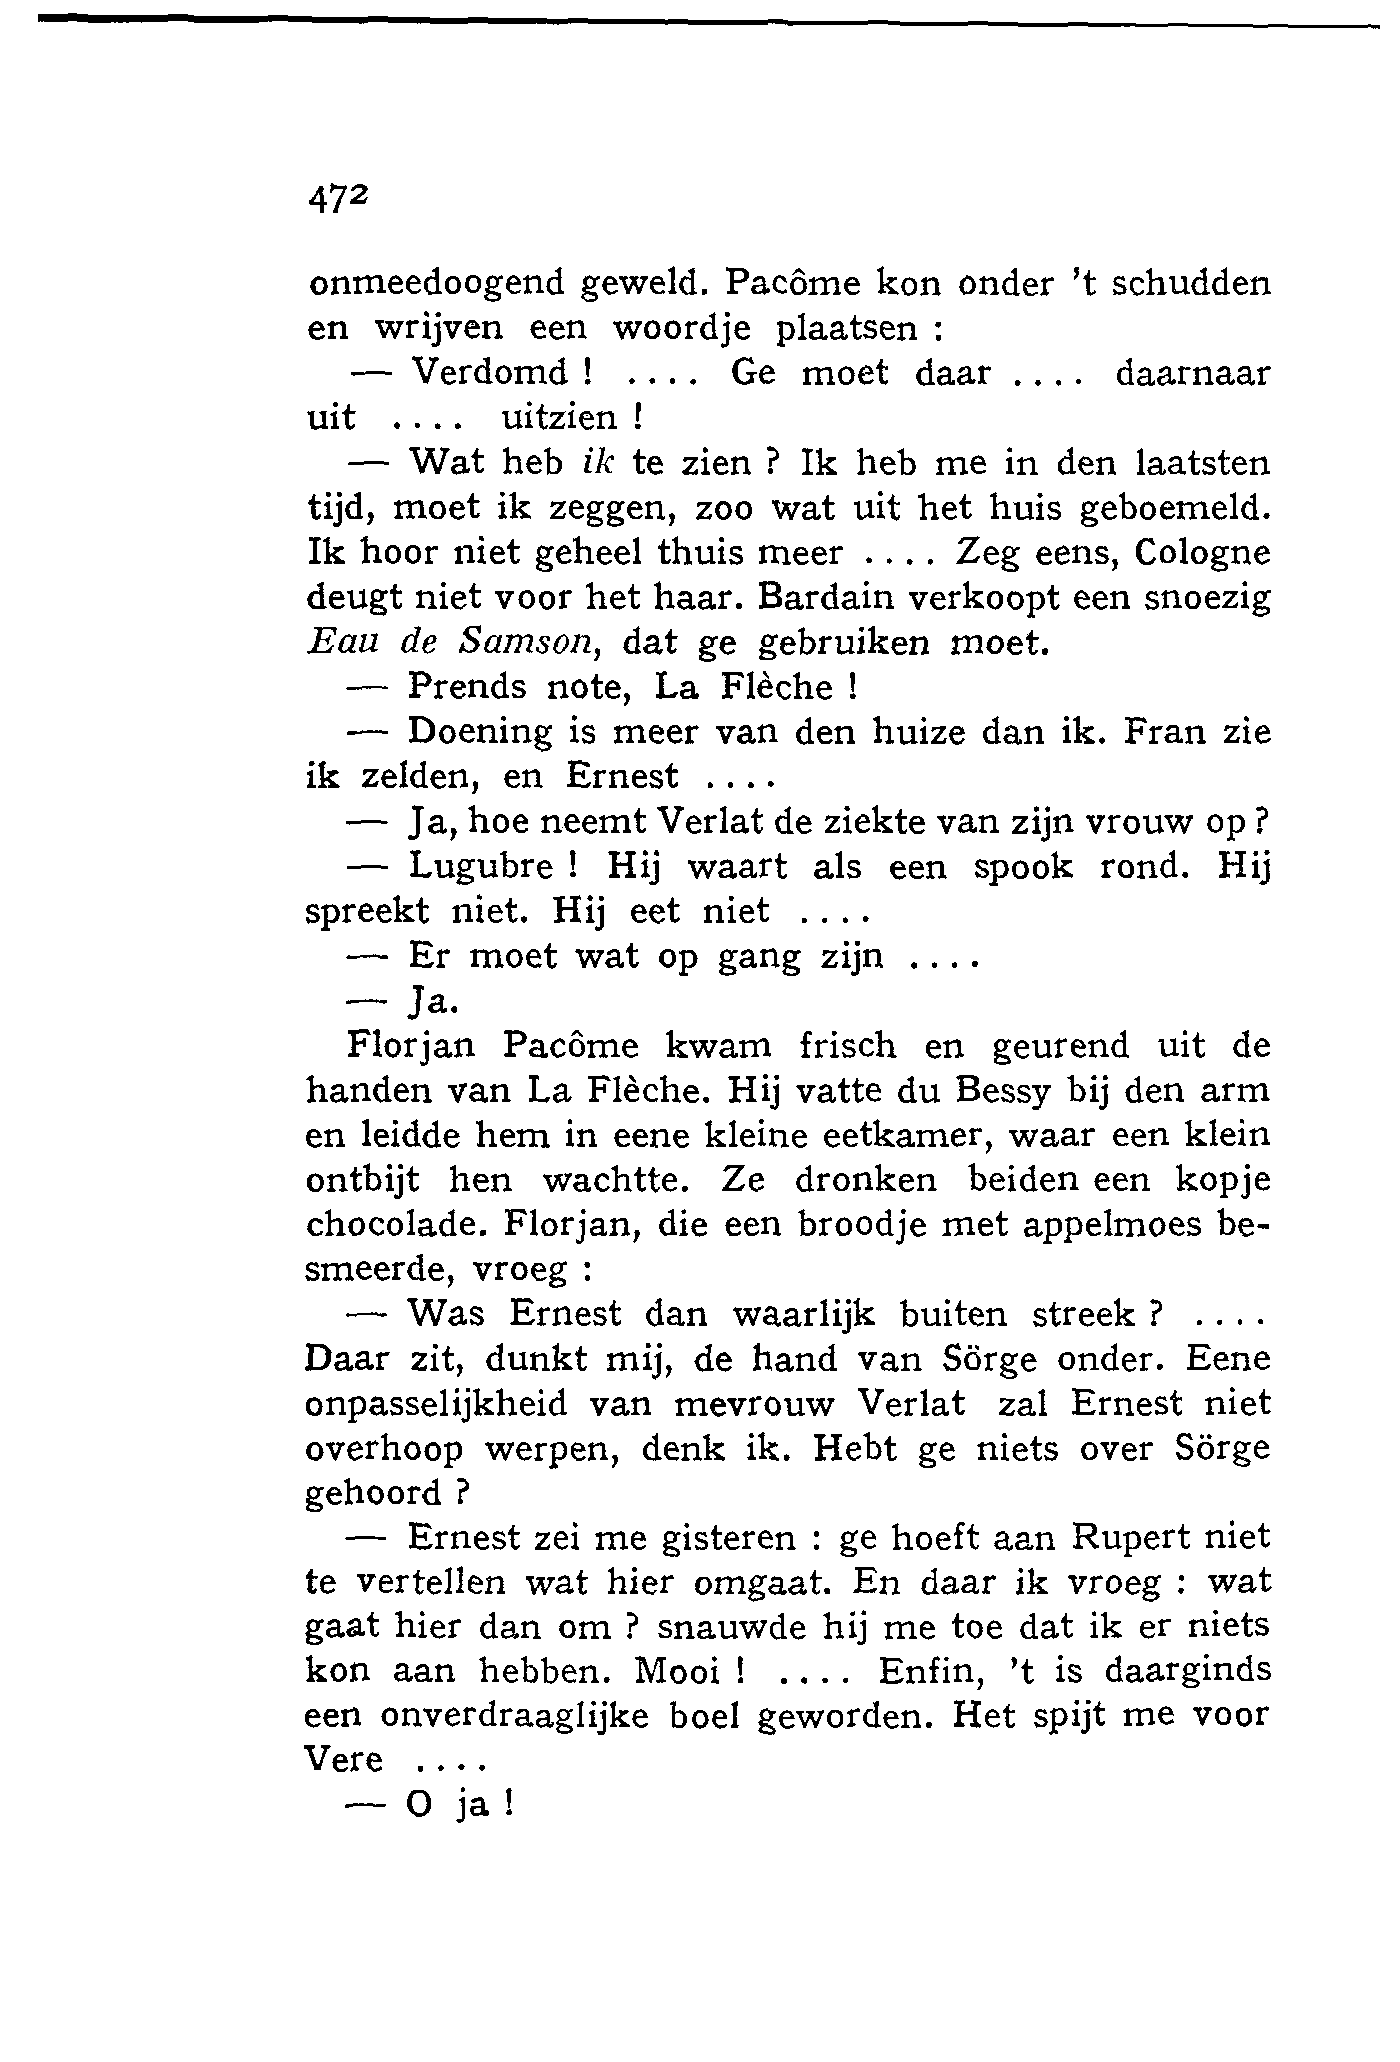 472
onmeedoogend geweld. Pacôme kon onder 't schudden
en wrijven een woordje plaatsen :
— Verdomd ! .... Ge moet daar .... daarnaar
uit .... uitzien !
— Wat heb ik te zien ? Ik heb me in den laatsten
tijd, moet ik zeggen, zoo wat uit het huis geboemeld.
Ik hoor niet geheel thuis meer .... Zeg eens, Cologne
deugt niet voor het haar. Bardain verkoopt een snoezig
Eau de Samson, dat ge gebruiken moet.
— Prends note, La Flèche !
— Doening is meer van den huize dan ik. Fran zie
ik zelden, en Ernest ....
— Ja, hoe neemt Verlat de ziekte van zijn vrouw op ?
— Lugubre ! Hij waart als een spook rond. Hij
spreekt niet. Hij eet niet ....
— Er moet wat op gang zijn ....
— Ja.
Florjan Pacôme kwam frisch en geurend uit de
handen van La Flèche. Hij vatte du Bessy bij den arm
en leidde hem in eene kleine eetkamer, waar een klein
ontbijt hen wachtte. Ze dronken beiden een kopje
chocolade. Florjan, die een broodje met appelmoes be-
smeerde, vroeg :
— Was Ernest dan waarlijk buiten streek ? ....
Daar zit, dunkt mij, de hand van Sörge onder. Eene
onpasselijkheid van mevrouw Verlat zal Ernest niet
overhoop werpen, denk ik. Hebt ge niets over Sörge
gehoord ?
— Ernest zei me gisteren : ge hoeft aan Rupert niet
te vertellen wat hier omgaat. En daar ik vroeg : wat
gaat hier dan om ? snauwde hij me toe dat ik er niets
kon aan hebben. Mooi ! .... Enfin, 't is daarginds
een onverdraaglijke boel geworden. Het spijt me voor
Vere ....
— O ja !